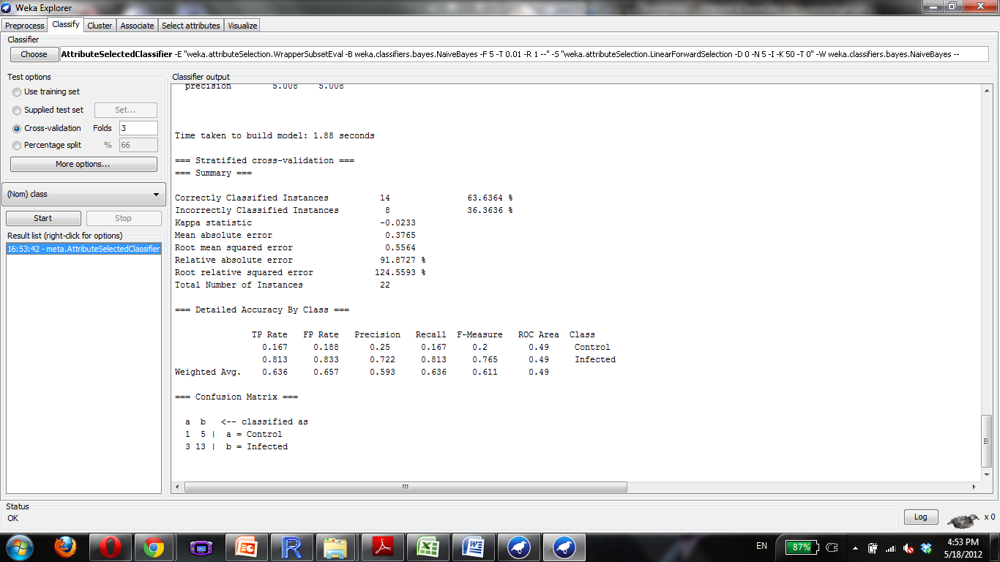 Weka Explorer
Preprocess Classify Cluster Associate Select attributes Visualize
Classifier
Choose AttributeSelectedClassifier -E "weka.attributeSelection.WrapperSubsetEval -B weka.classifiers.bayes.NaiveBayes -F 5 -T 0.01 -R 1 --" -S "weka.attributeSelection.LinearForwardSelection -D 0 -N 5 -I -K 50 -T 0" -W weka.classifiers.bayes.NaiveBayes --
Test options
Use training set
Supplied test set Set...
Cross-validation Folds 3
Percentage split % 66
More options...
(Nom) class
Start Stop
Result list (right-click for options)
16:53:42 - meta.AttributeSelectedClassifier
Classifier output
precision 5.008 5.008
Time taken to build model: 1.88 seconds
=== Stratified cross-validation ===
=== Summary ===
Correctly Classified Instances 14 63.6364 %
Incorrectly Classified Instances 8 36.3636 %
Kappa statistic -0.0233
Mean absolute error 0.3765
Root mean squared error 0.5564
Relative absolute error 91.8727 %
Root relative squared error 124.5593 %
Total Number of Instances 22
=== Detailed Accuracy By Class ===
TP Rate FP Rate Precision Recall F-Measure ROC Area Class
0.167 0.188 0.25 0.167 0.2 0.49 Control
0.813 0.833 0.722 0.813 0.765 0.49 Infected
Weighted Avg. 0.636 0.657 0.593 0.636 0.611 0.49
=== Confusion Matrix ===
a b <-- classified as
1 5 | a = Control
3 13 | b = Infected
Status
OK
Log x 0
EN 87% 4:53 PM
5/18/2012